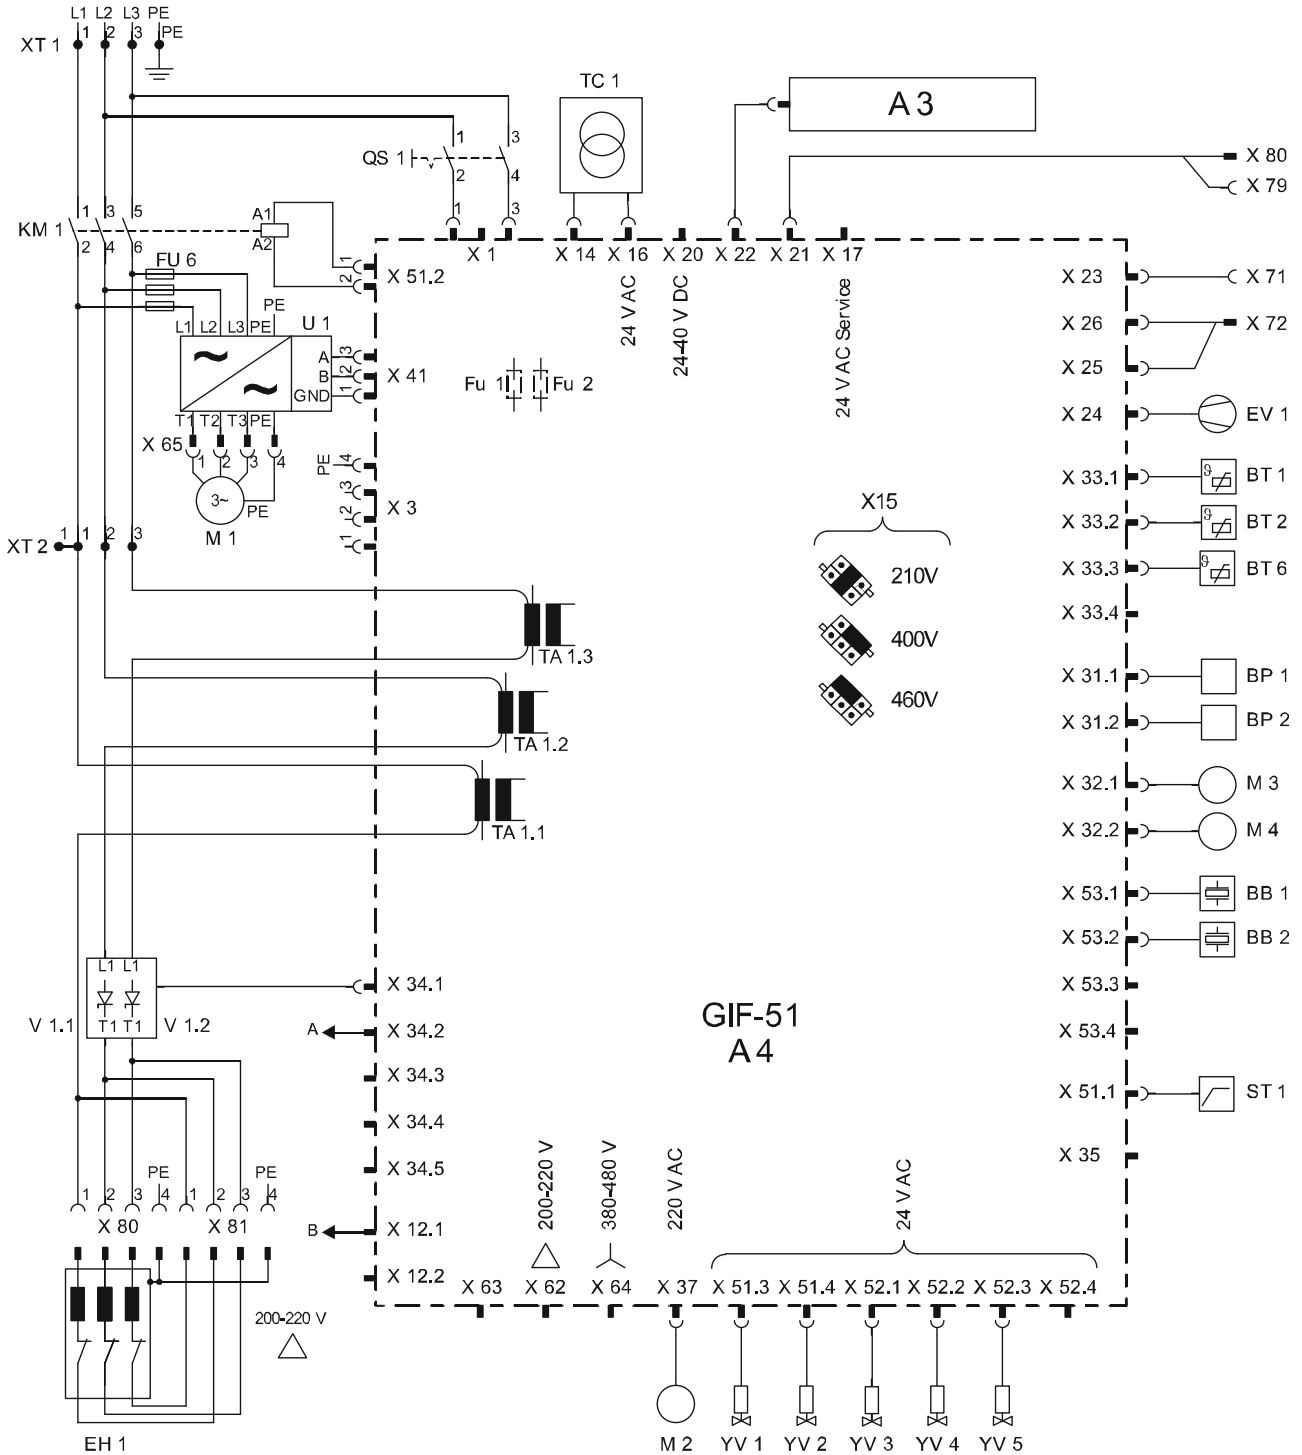 L1 L2 L3 PE
1 2 3 PE
XT 1
TC 1
A 3
X 80
X 79
QS 1
1 3
2 4
1 3
KM 1
1 3 5
2 4 6
A1
A2
FU 6
1
2
X 51.2
X 1
X 14
X 16
X 20
X 22
X 21
X 17
24 V AC
24-40 V DC
24 V AC Service
X 23
X 71
X 26
X 72
X 25
X 24
EV 1
PE
L1 L2 L3 PE
U 1
A
B
GND
3
2
1
X 41
Fu 1
Fu 2
T1 T2 T3 PE
X 65
1 2 3 4
3~
PE
M 1
PE
4
3
2
1
X 3
X 33.1
BT 1
X 33.2
BT 2
X 33.3
BT 6
X 33.4
X15
210V
400V
460V
XT 2
1 1 2 3
TA 1.3
TA 1.2
TA 1.1
X 31.1
BP 1
X 31.2
BP 2
X 32.1
M 3
X 32.2
M 4
X 53.1
BB 1
X 53.2
BB 2
X 53.3
X 53.4
X 51.1
ST 1
X 35
L1 L1
V 1.1
T1 T1
V 1.2
X 34.1
A
X 34.2
X 34.3
X 34.4
X 34.5
B
X 12.1
X 12.2
GIF-51
A 4
PE PE
1 2 3 4 1 2 3 4
X 80
X 81
200-220 V
EH 1
200-220 V
380-480 V
220 V AC
24 V AC
X 63
X 62
X 64
X 37
X 51.3
X 51.4
X 52.1
X 52.2
X 52.3
X 52.4
M 2
YV 1
YV 2
YV 3
YV 4
YV 5